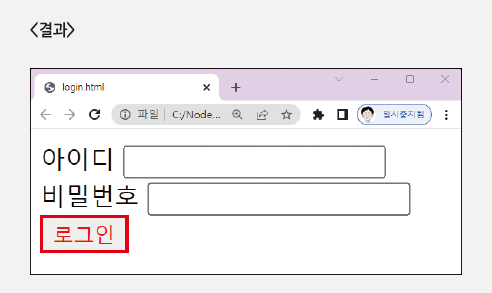 <결과>
login.html
파일 C:/Node...
열시중지됨
아이디
비밀번호
로그인